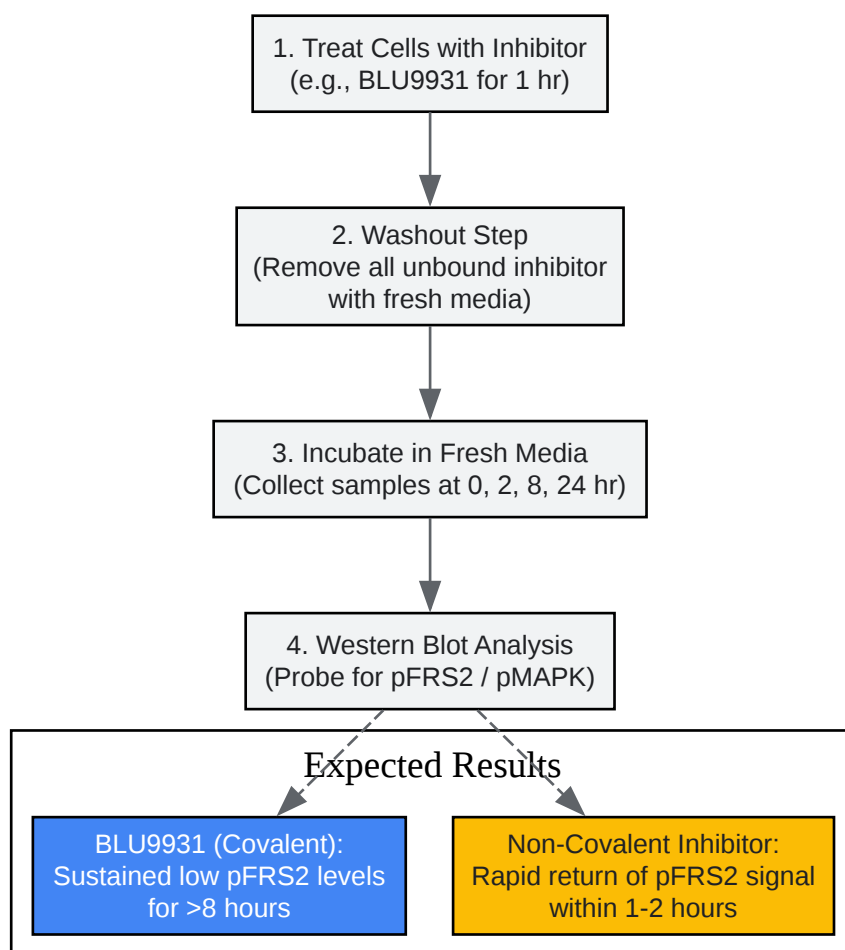 1. Treat Cells with Inhibitor
(e.g., BLU9931 for 1 hr)
2. Washout Step
(Remove all unbound inhibitor
with fresh media)
3. Incubate in Fresh Media
(Collect samples at 0, 2, 8, 24 hr)
4. Western Blot Analysis
(Probe for pFRS2 / pMAPK)
Expected Results
BLU9931 (Covalent):
Sustained low pFRS2 levels
for >8 hours
Non-Covalent Inhibitor:
Rapid return of pFRS2 signal
within 1-2 hours